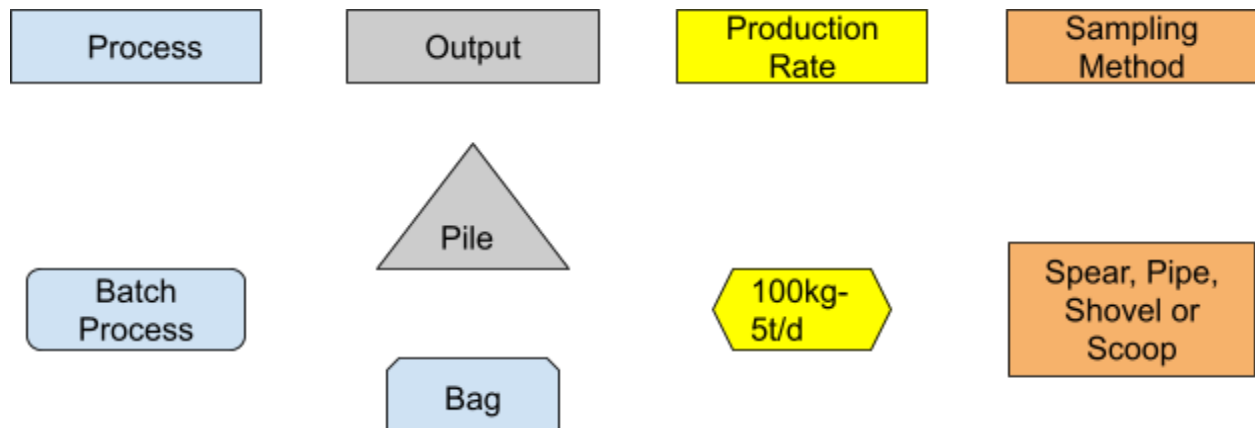 Process
Output
Production
Rate
Sampling
Method
Pile
Batch
Process
100kg-
5t/d
Spear, Pipe,
Shovel or
Scoop
Bag